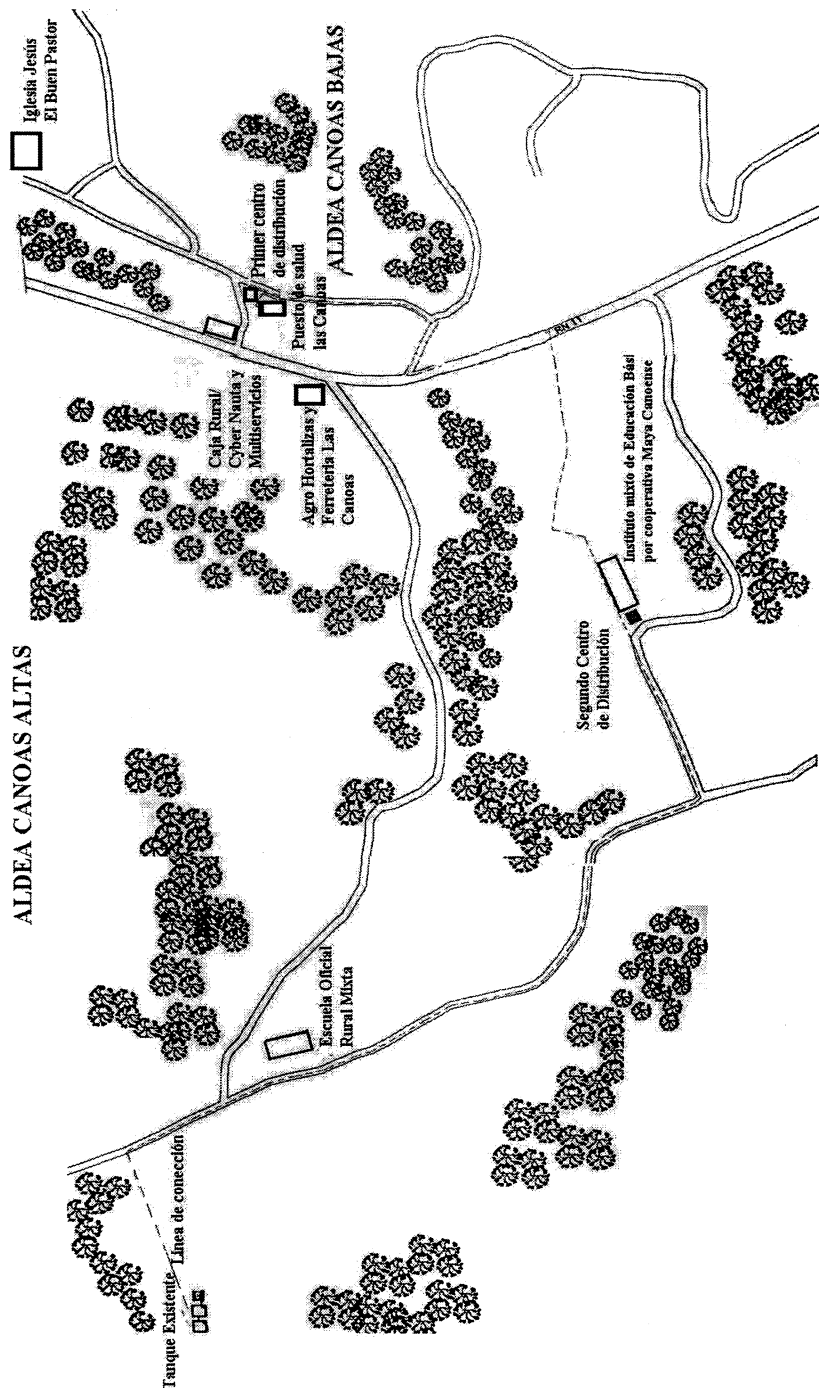 ALDEA CANOAS ALTAS
Tanque Existente
Línea de conección
Escuela Oficial
Rural Mixta
Agro Hortalizas y
Ferreteria Las
Canoas
Caja Rural/
Cyber Nauta y
Multiservicios
Iglesia Jesús
El Buen Pastor
Primer centro
de distribución
Puesto de salud
las Canoas
ALDEA CANOAS BAJAS
RN 11
Segundo Centro
de Distribución
Instituto mixto de Educación Bási
por cooperativa Maya Canoense